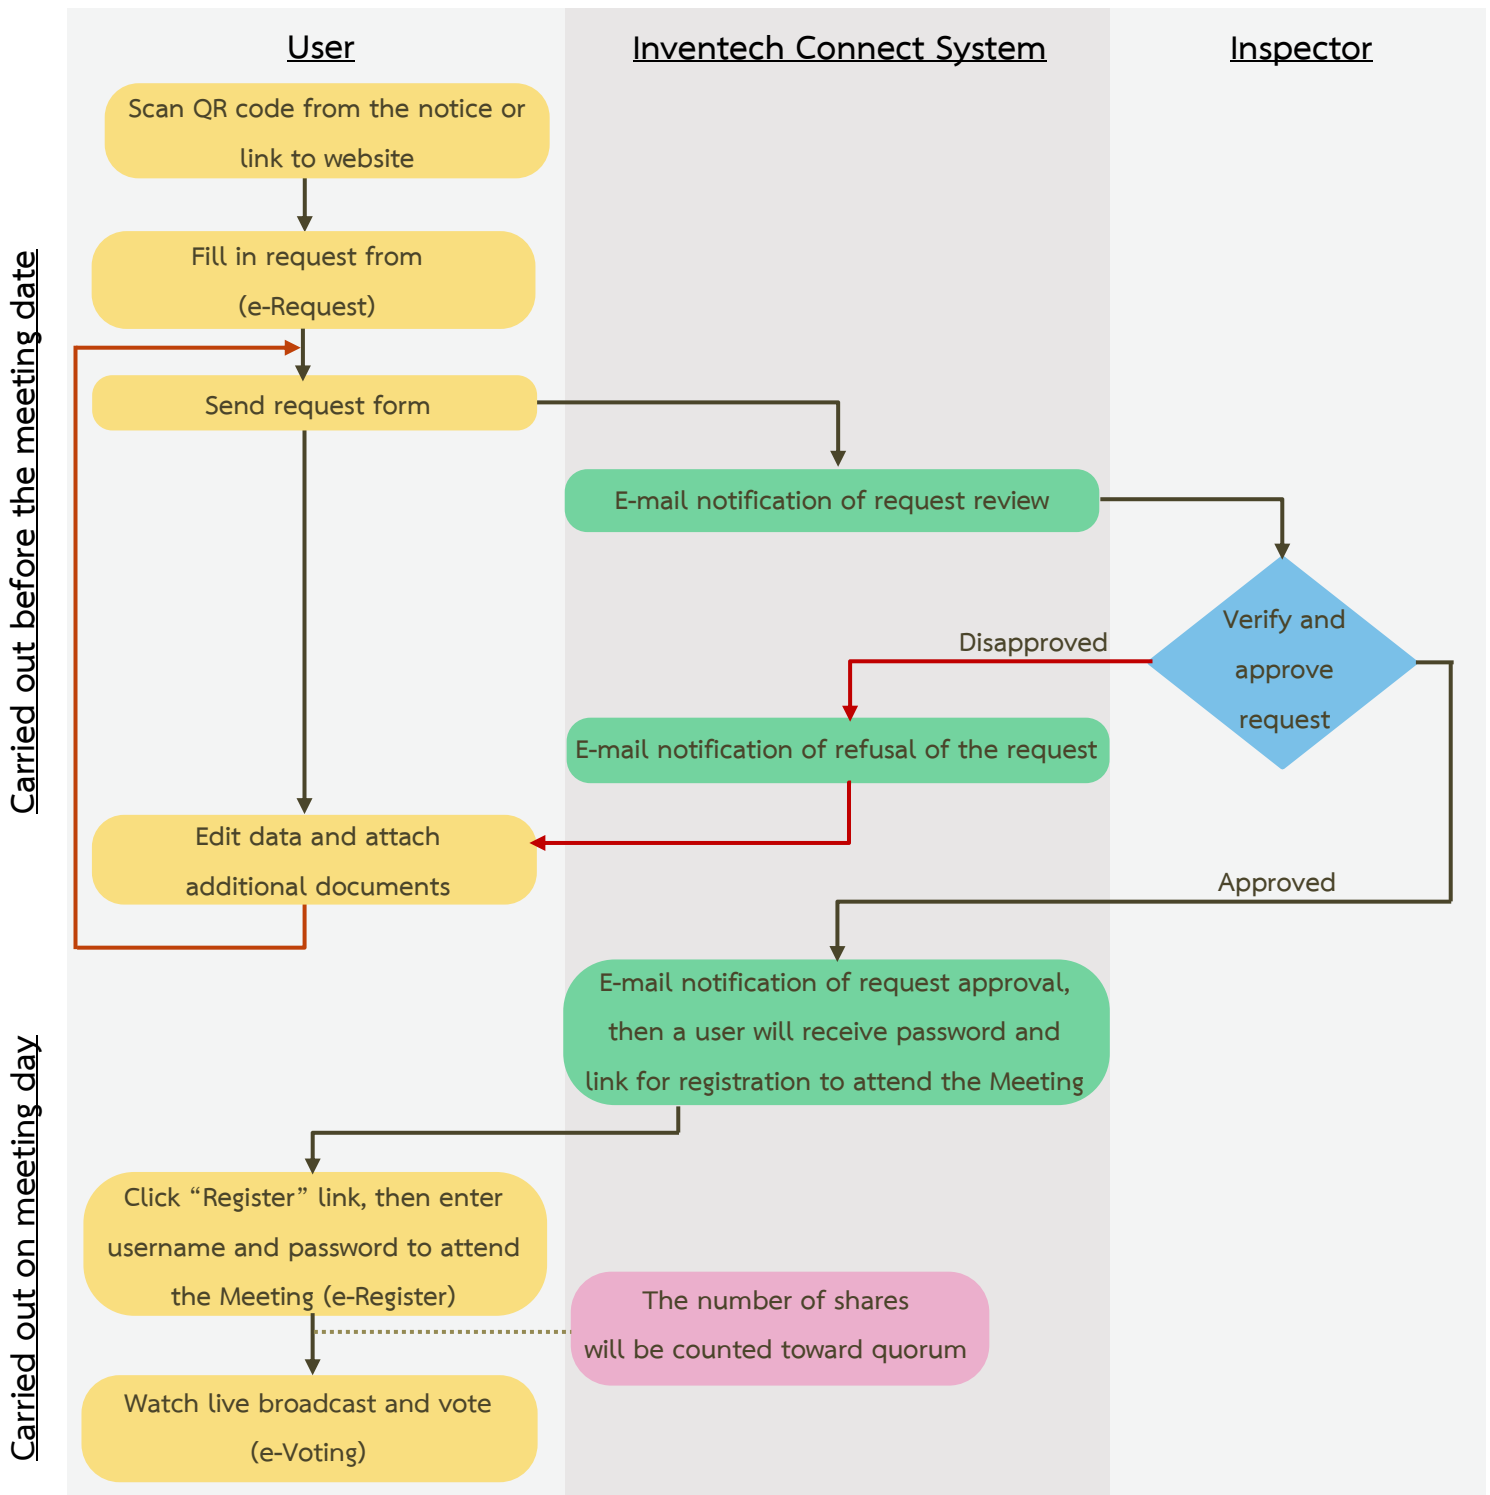 User
Inventech Connect System
Inspector
Carried out before the meeting date
Scan QR code from the notice or
link to website
Fill in request from
(e-Request)
Send request form
E-mail notification of request review
Verify and
approve
request
Disapproved
E-mail notification of refusal of the request
Edit data and attach
additional documents
Approved
E-mail notification of request approval,
then a user will receive password and
link for registration to attend the Meeting
Carried out on meeting day
Click “Register” link, then enter
username and password to attend
the Meeting (e-Register)
The number of shares
will be counted toward quorum
Watch live broadcast and vote
(e-Voting)